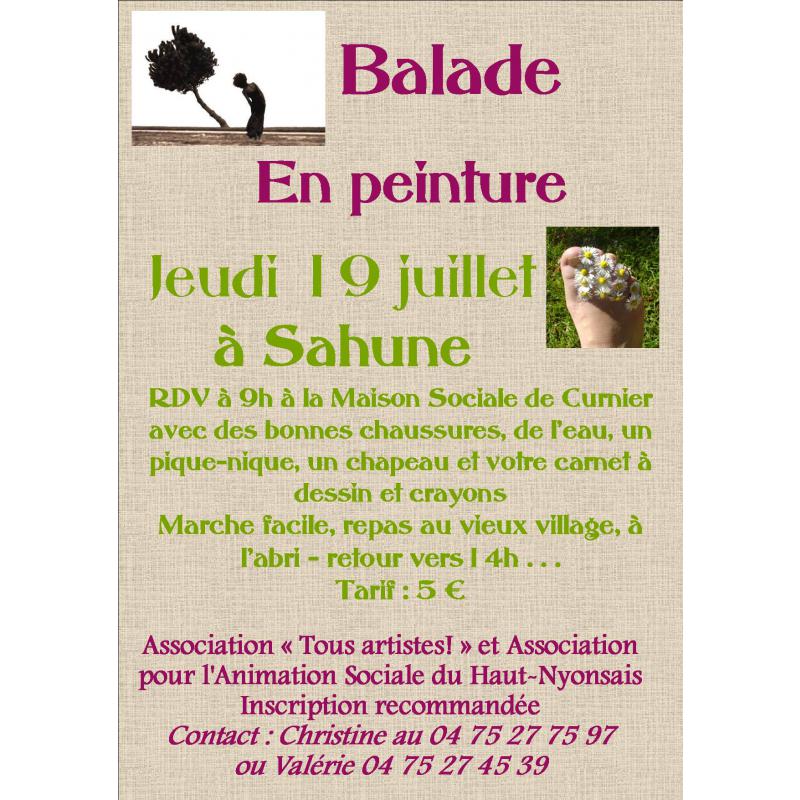 Balade
En peinture
Jeudi 19 juillet
à Sahune
RDV à 9h à la Maison Sociale de Curnier
avec des bonnes chaussures, de l'eau, un
pique-nique, un chapeau et votre carnet à
dessin et crayons
Marche facile, repas au vieux village, à
l'abri - retour vers 14h . . .
Tarif : 5 €
Association « Tous artistes! » et Association
pour l'Animation Sociale du Haut-Nyonsais
Inscription recommandée
Contact : Christine au 04 75 27 75 97
ou Valérie 04 75 27 45 39